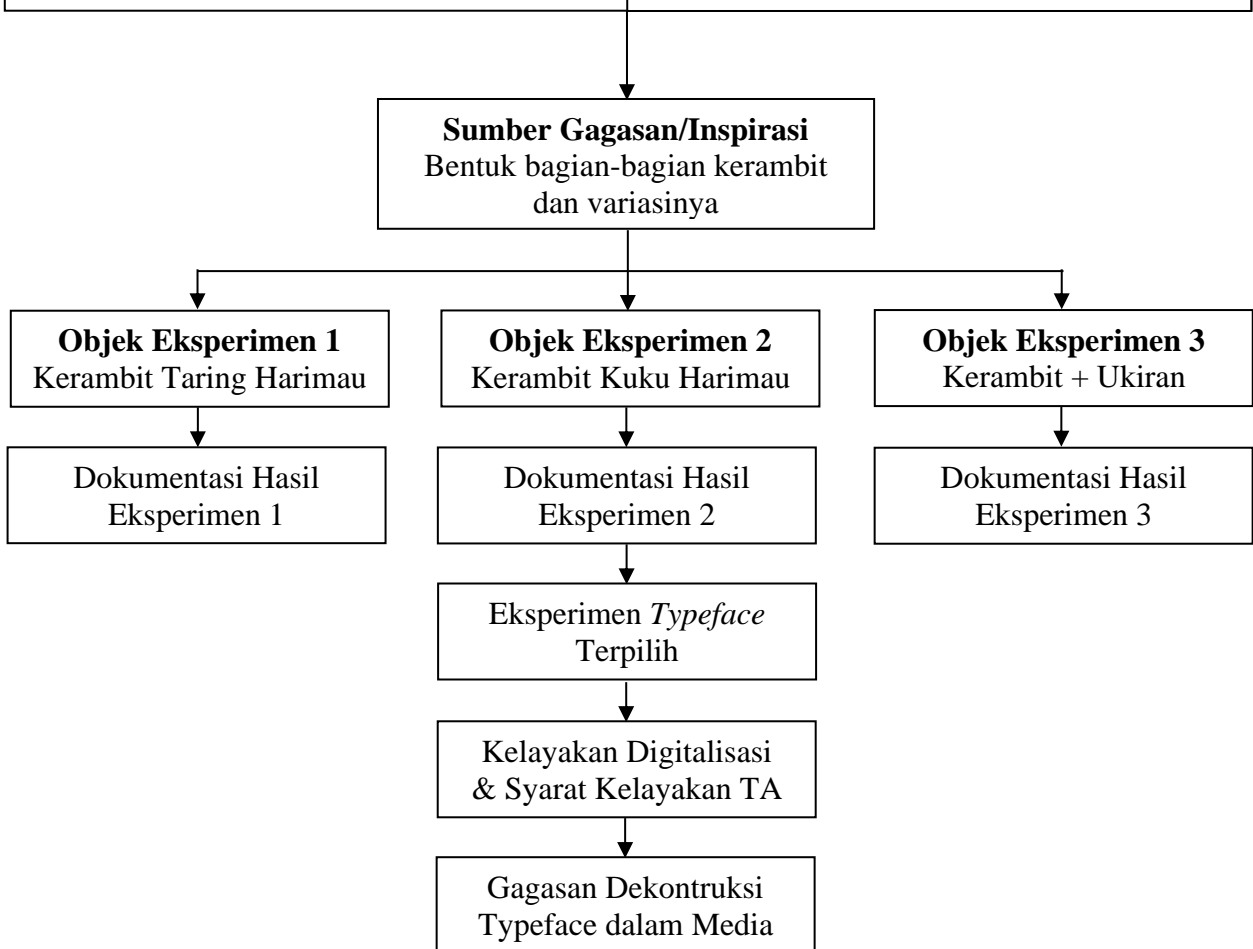 Sumber Gagasan/Inspirasi
Bentuk bagian-bagian kerambit
dan variasinya
Objek Eksperimen 1
Kerambit Taring Harimau
Objek Eksperimen 2
Kerambit Kuku Harimau
Objek Eksperimen 3
Kerambit + Ukiran
Dokumentasi Hasil
Eksperimen 1
Dokumentasi Hasil
Eksperimen 2
Dokumentasi Hasil
Eksperimen 3
Eksperimen Typeface
Terpilih
Kelayakan Digitalisasi
& Syarat Kelayakan TA
Gagasan Dekontruksi
Typeface dalam Media